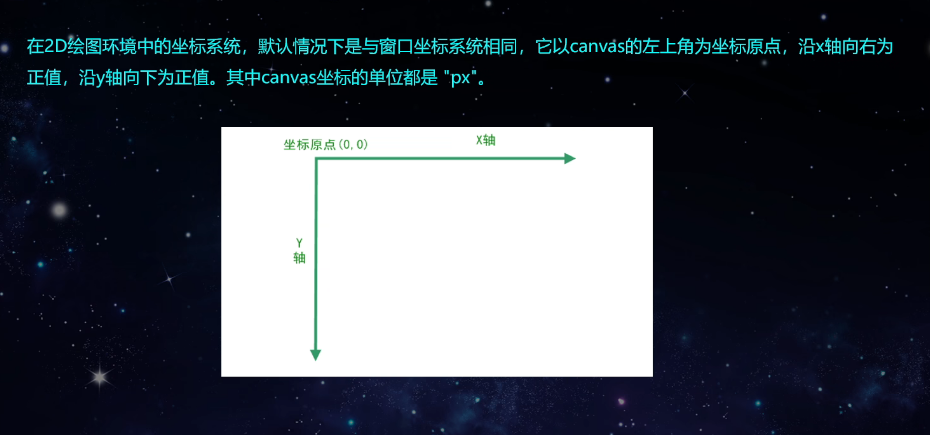 在2D绘图环境中的坐标系统，默认情况下是与窗口坐标系统相同，它以canvas的左上角为坐标原点，沿x轴向右为
正值，沿y轴向下为正值。其中canvas坐标的单位都是 "px"。
坐标原点(0,0)
X轴
Y
轴